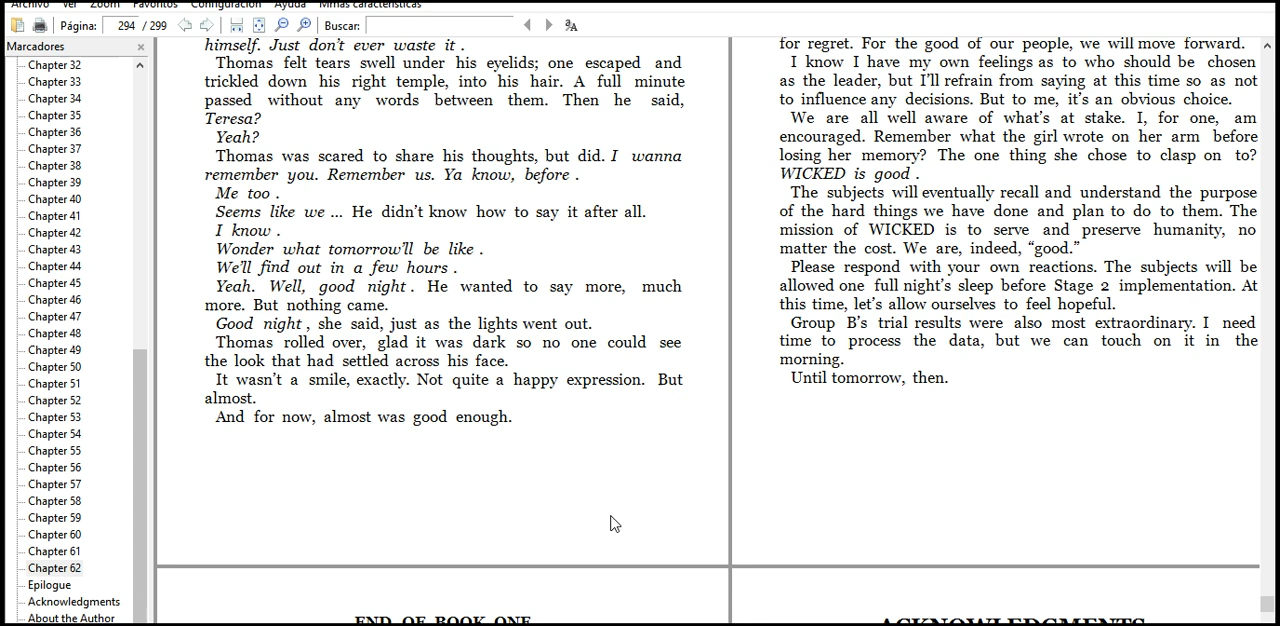 Archivo Ver Zoom Favoritos Configuración Ayuda Mimas características
Página: 294 / 299 Buscar:
Marcadores
Chapter 32
Chapter 33
Chapter 34
Chapter 35
Chapter 36
Chapter 37
Chapter 38
Chapter 39
Chapter 40
Chapter 41
Chapter 42
Chapter 43
Chapter 44
Chapter 45
Chapter 46
Chapter 47
Chapter 48
Chapter 49
Chapter 50
Chapter 51
Chapter 52
Chapter 53
Chapter 54
Chapter 55
Chapter 56
Chapter 57
Chapter 58
Chapter 59
Chapter 60
Chapter 61
Chapter 62
Epilogue
Acknowledgments
About the Author
himself. Just don't ever waste it .
Thomas felt tears swell under his eyelids; one escaped and
trickled down his right temple, into his hair. A full minute
passed without any words between them. Then he said,
Teresa?
Yeah?
Thomas was scared to share his thoughts, but did. I wanna
remember you. Remember us. Ya know, before .
Me too .
Seems like we ... He didn't know how to say it after all.
I know .
Wonder what tomorrow'll be like .
We'll find out in a few hours .
Yeah. Well, good night . He wanted to say more, much
more. But nothing came.
Good night , she said, just as the lights went out.
Thomas rolled over, glad it was dark so no one could see
the look that had settled across his face.
It wasn't a smile, exactly. Not quite a happy expression. But
almost.
And for now, almost was good enough.
END OF BOOK ONE
for regret. For the good of our people, we will move forward.
I know I have my own feelings as to who should be chosen
as the leader, but I'll refrain from saying at this time so as not
to influence any decisions. But to me, it's an obvious choice.
We are all well aware of what's at stake. I, for one, am
encouraged. Remember what the girl wrote on her arm before
losing her memory? The one thing she chose to clasp on to?
WICKED is good .
The subjects will eventually recall and understand the purpose
of the hard things we have done and plan to do to them. The
mission of WICKED is to serve and preserve humanity, no
matter the cost. We are, indeed, “good.”
Please respond with your own reactions. The subjects will be
allowed one full night's sleep before Stage 2 implementation. At
this time, let's allow ourselves to feel hopeful.
Group B's trial results were also most extraordinary. I need
time to process the data, but we can touch on it in the
morning.
Until tomorrow, then.
ACKNOWLEDGMENTS